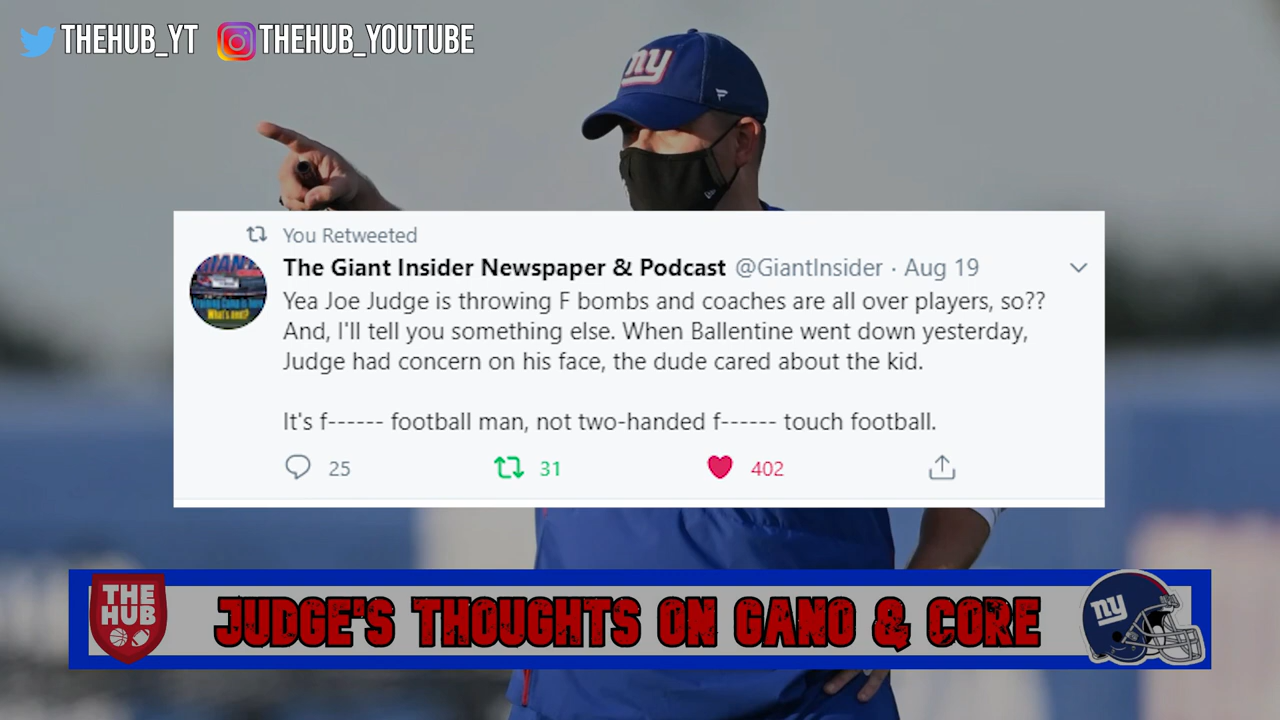 THEHUB_YT THEHUB_YOUTUBE
ny
You Retweeted
The Giant Insider Newspaper & Podcast @GiantInsider · Aug 19
Yea Joe Judge is throwing F bombs and coaches are all over players, so??
And, I'll tell you something else. When Ballentine went down yesterday,
Judge had concern on his face, the dude cared about the kid.
It's f------ football man, not two-handed f------ touch football.
25 31 402
THE
HUB
JUDGE'S THOUGHTS ON GANO & CORE
ny